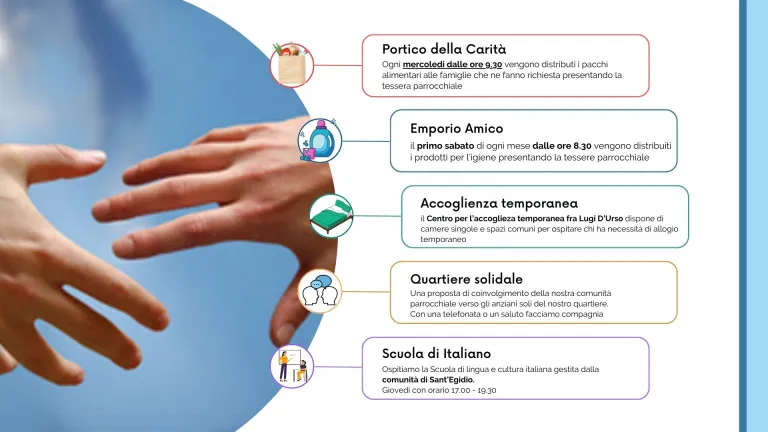 Portico della Carità
Ogni mercoledì dalle ore 9.30 vengono distribuiti i pacchi
alimentari alle famiglie che ne fanno richiesta presentando la
tessera parrocchiale
Emporio Amico
il primo sabato di ogni mese dalle ore 8.30 vengono distribuiti
i prodotti per l'igiene presentando la tessere parrocchiale
Accoglienza temporanea
il Centro per l'accoglieza temporanea fra Lugi D'Urso dispone di
camere singole e spazi comuni per ospitare chi ha necessità di allogio
temporaneo
Quartiere solidale
Una proposta di coinvolgimento della nostra comunità
parrocchiale verso gli anziani soli del nostro quartiere.
Con una telefonata o un saluto facciamo compagnia
Scuola di Italiano
Ospitiamo la Scuola di lingua e cultura italiana gestita dalla
comunità di Sant'Egidio.
Giovedì con orario 17.00 - 19.30